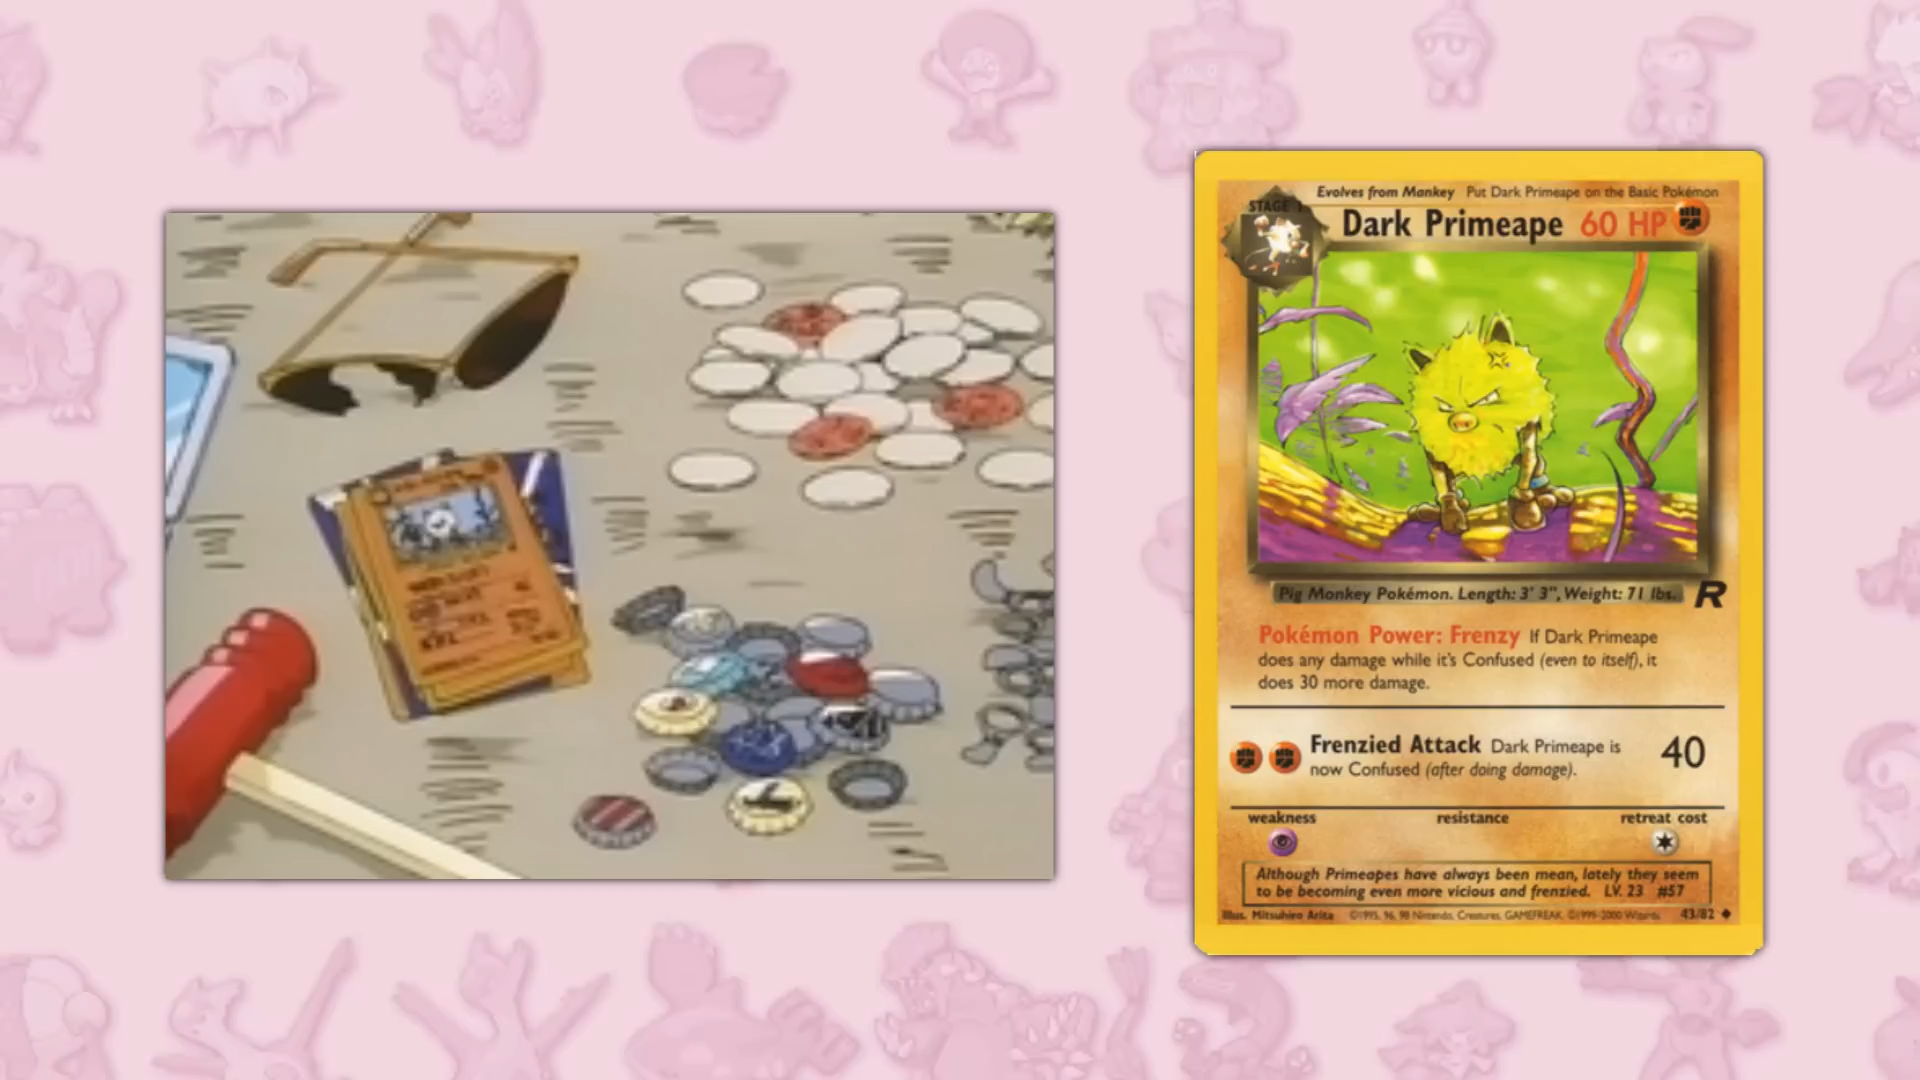 Evolves from Mankey Put Dark Primeape on the Basic Pokémon
STAGE 1
Dark Primeape 60 HP
Pig Monkey Pokémon. Length: 3' 3", Weight: 71 lbs.
R
Pokémon Power: Frenzy If Dark Primeape
does any damage while it's Confused (even to itself), it
does 30 more damage.
Frenzied Attack Dark Primeape is
now Confused (after doing damage).
40
weakness resistance retreat cost
Although Primeapes have always been mean, lately they seem
to be becoming even more vicious and frenzied. LV. 23 #57
Illus. Mitsuhiro Arita ©1995, 96, 98 Nintendo, Creatures, GAMEFREAK. ©1999-2000 Wizards. 43/82